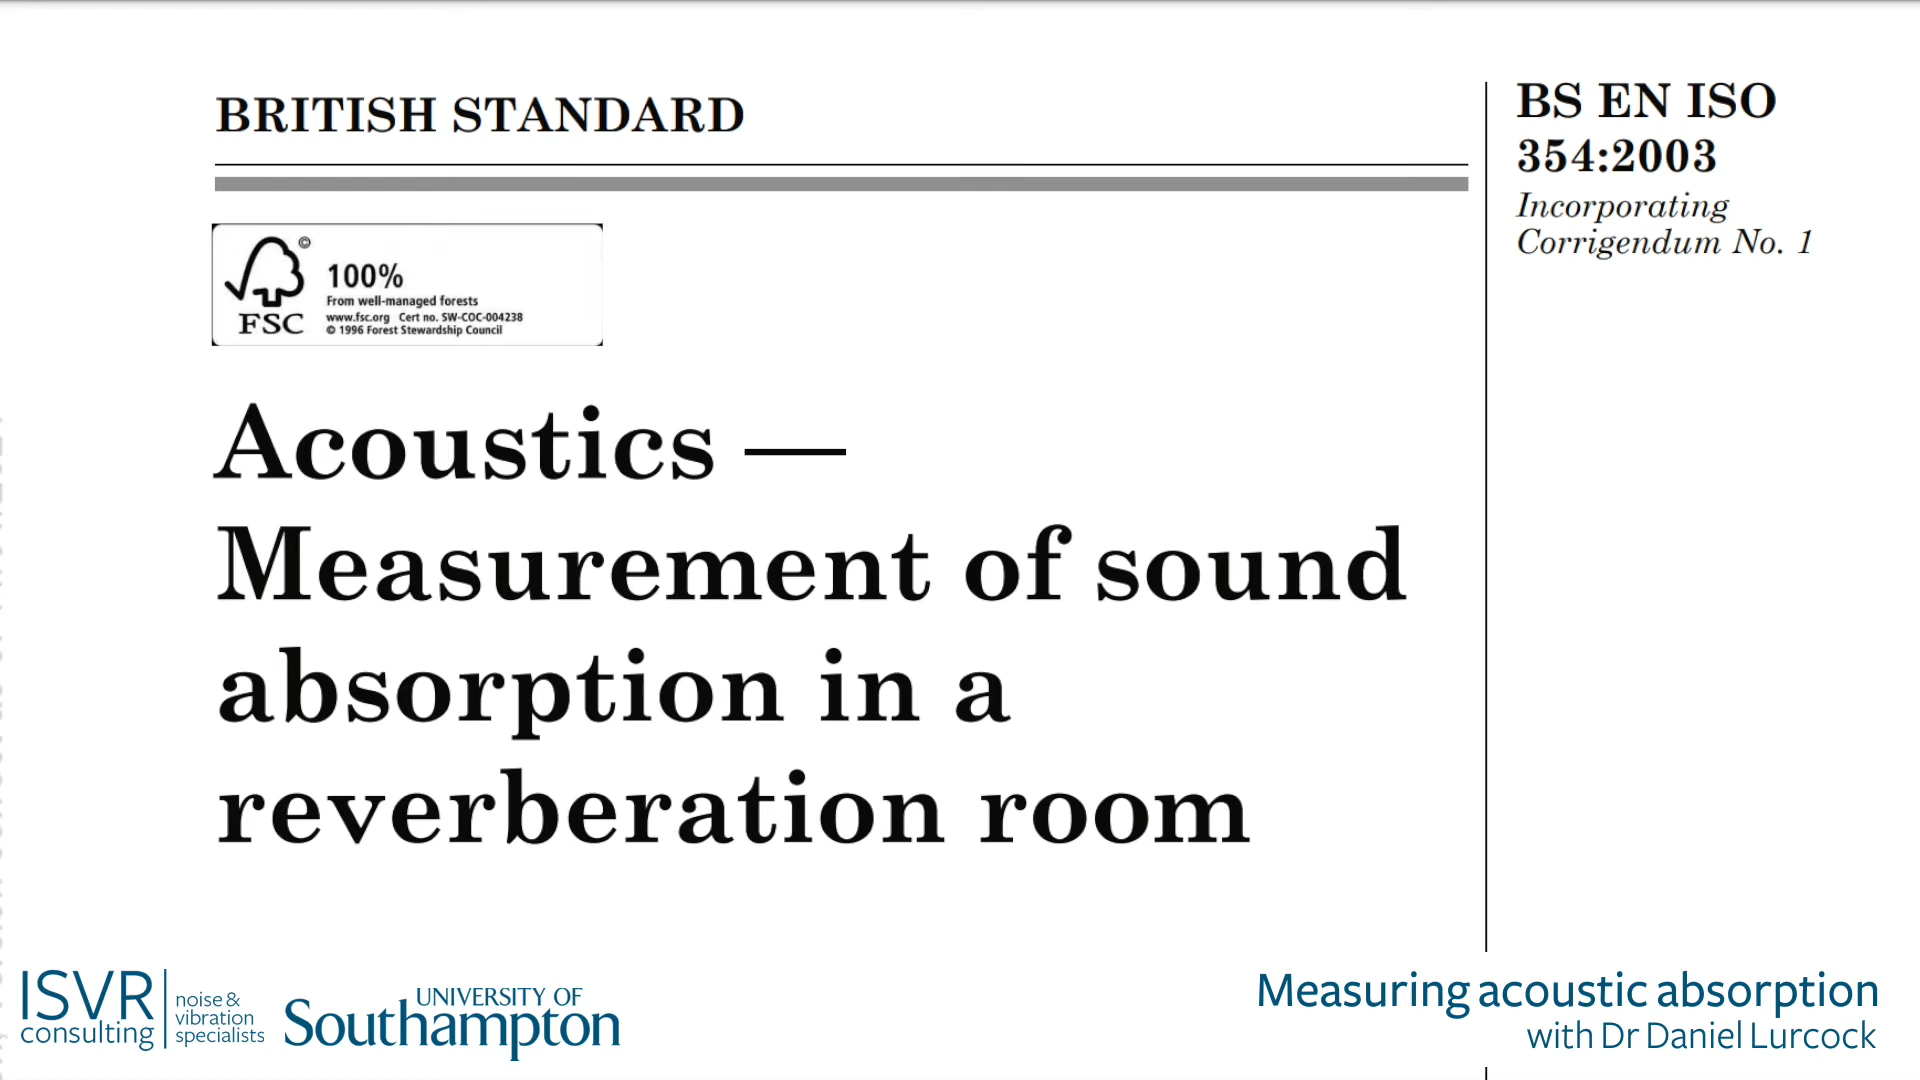 BRITISH STANDARD
BS EN ISO
354:2003
Incorporating
Corrigendum No. 1
©
100%
From well-managed forests
www.fsc.org Cert no. SW-COC-004238
© 1996 Forest Stewardship Council
FSC
Acoustics —
Measurement of sound
absorption in a
reverberation room
ISVR
consulting
noise &
vibration
specialists
UNIVERSITY OF
Southampton
Measuring acoustic absorption
with Dr Daniel Lurcock